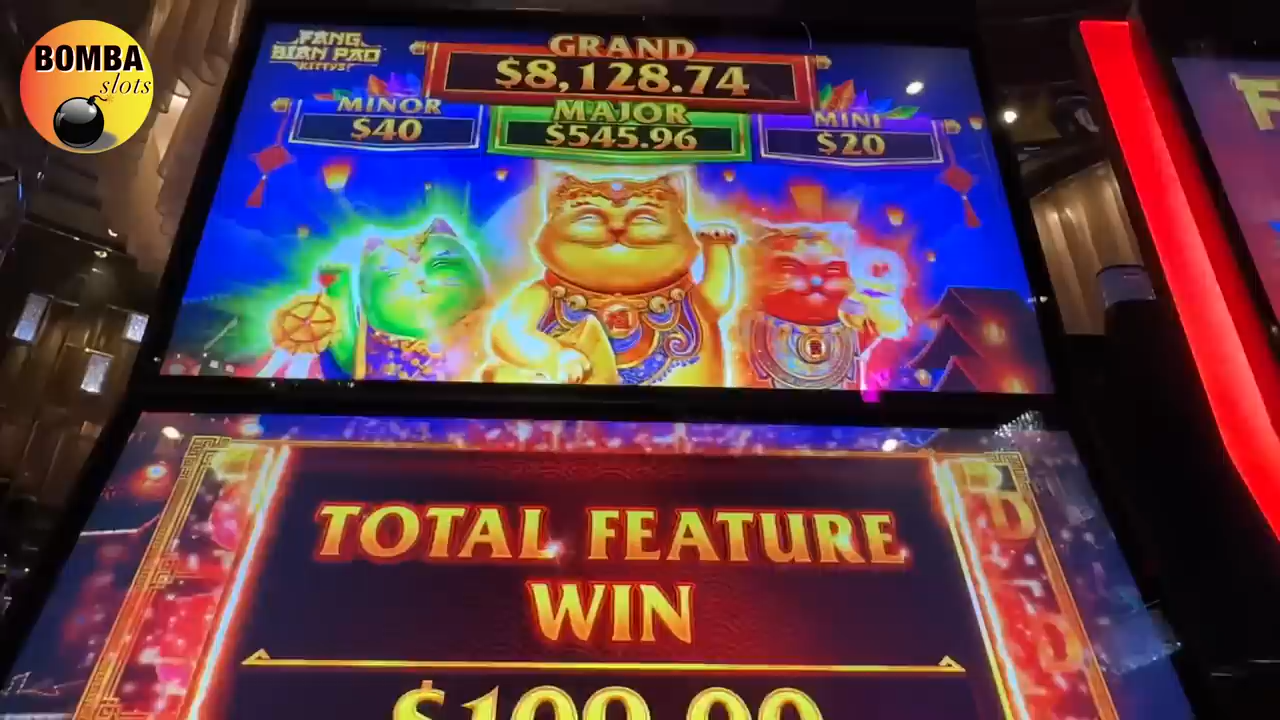 BOMBA
slots
FANG
BIAN PAO
KITTYS
GRAND
$8,128.74
MINOR
$40
MAJOR
$545.96
MINI
$20
TOTAL FEATURE
WIN